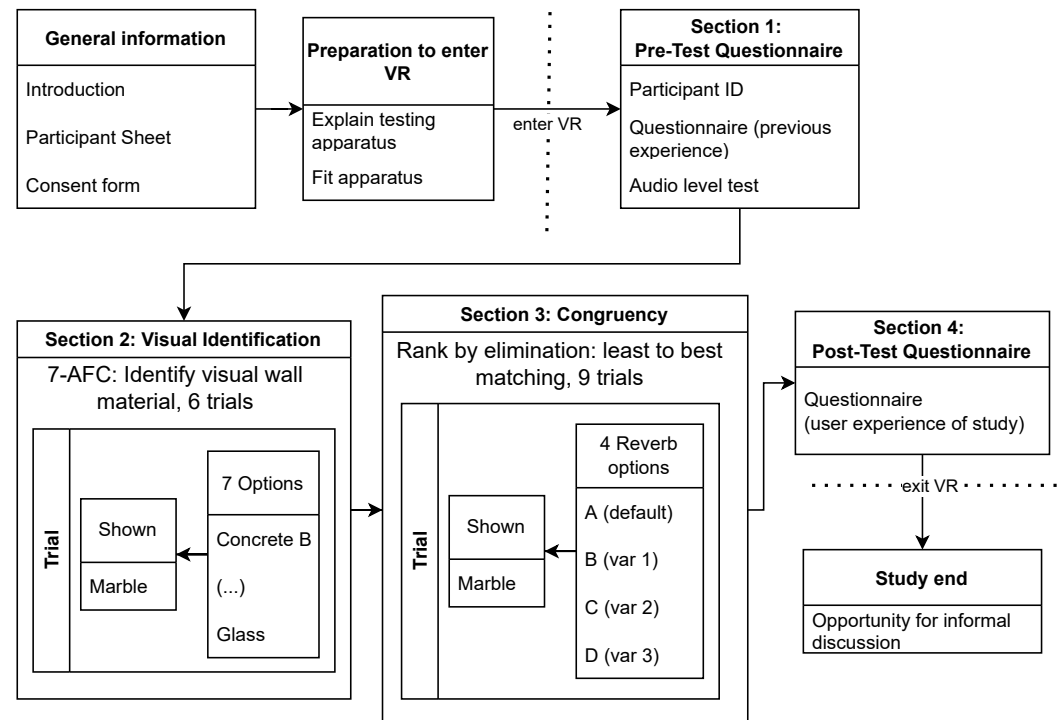 General information
Introduction
Participant Sheet
Consent form
Preparation to enter
VR
Explain testing
apparatus
Fit apparatus
enter VR
Section 1:
Pre-Test Questionnaire
Participant ID
Questionnaire (previous
experience)
Audio level test
Section 2: Visual Identification
7-AFC: Identify visual wall
material, 6 trials
Trial
Shown
Marble
7 Options
Concrete B
(...)
Glass
Section 3: Congruency
Rank by elimination: least to best
matching, 9 trials
Trial
Shown
Marble
4 Reverb
options
A (default)
B (var 1)
C (var 2)
D (var 3)
Section 4:
Post-Test Questionnaire
Questionnaire
(user experience of study)
exit VR
Study end
Opportunity for informal
discussion